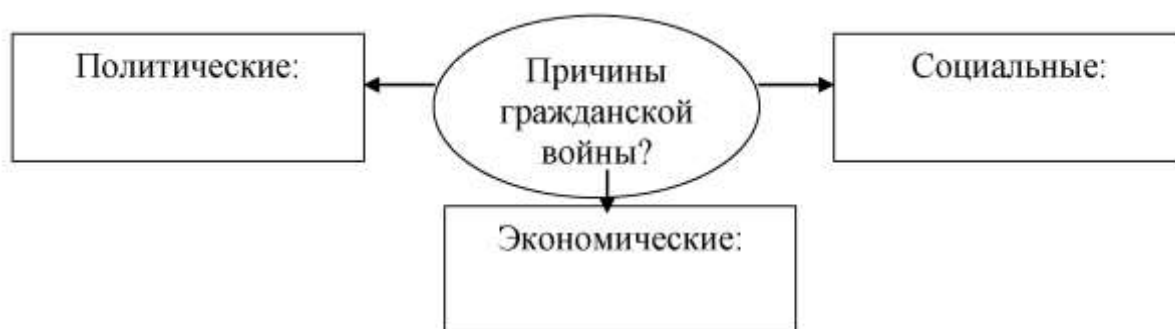 Политические:
Причины
гражданской
войны?
Социальные:
Экономические: